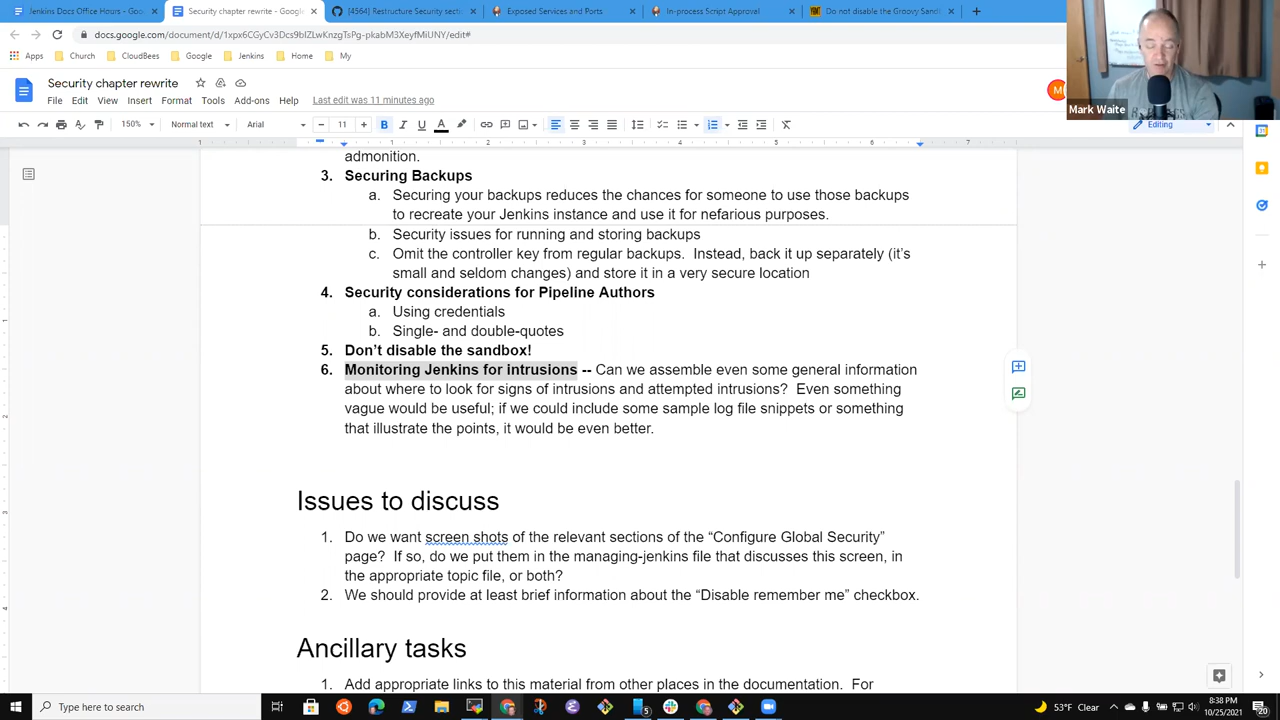 Jenkins Docs Office Hours - Goo
Security chapter rewrite - Google
[4564] Restructure Security secti
Exposed Services and Ports
In-process Script Approval
Do not disable the Groovy Sand
docs.google.com/document/d/1xpx6CGyCv3Dcs9bIZLwKnzgTsPg-pkabM3XeyfMiUNY/edit#
Apps
Church
CloudBees
Google
Jenkins
Home
My
Security chapter rewrite
File Edit View Insert Format Tools Add-ons Help Last edit was 11 minutes ago
Mark Waite
150% Normal text Arial 11 Editing
admonition.
3. Securing Backups
a. Securing your backups reduces the chances for someone to use those backups
to recreate your Jenkins instance and use it for nefarious purposes.
b. Security issues for running and storing backups
c. Omit the controller key from regular backups. Instead, back it up separately (it's
small and seldom changes) and store it in a very secure location
4. Security considerations for Pipeline Authors
a. Using credentials
b. Single- and double-quotes
5. Don't disable the sandbox!
6. Monitoring Jenkins for intrusions -- Can we assemble even some general information
about where to look for signs of intrusions and attempted intrusions? Even something
vague would be useful; if we could include some sample log file snippets or something
that illustrate the points, it would be even better.
Issues to discuss
1. Do we want screen shots of the relevant sections of the “Configure Global Security”
page? If so, do we put them in the managing-jenkins file that discusses this screen, in
the appropriate topic file, or both?
2. We should provide at least brief information about the “Disable remember me” checkbox.
Ancillary tasks
1. Add appropriate links to this material from other places in the documentation. For
Type here to search
53°F Clear
8:38 PM
10/25/2021